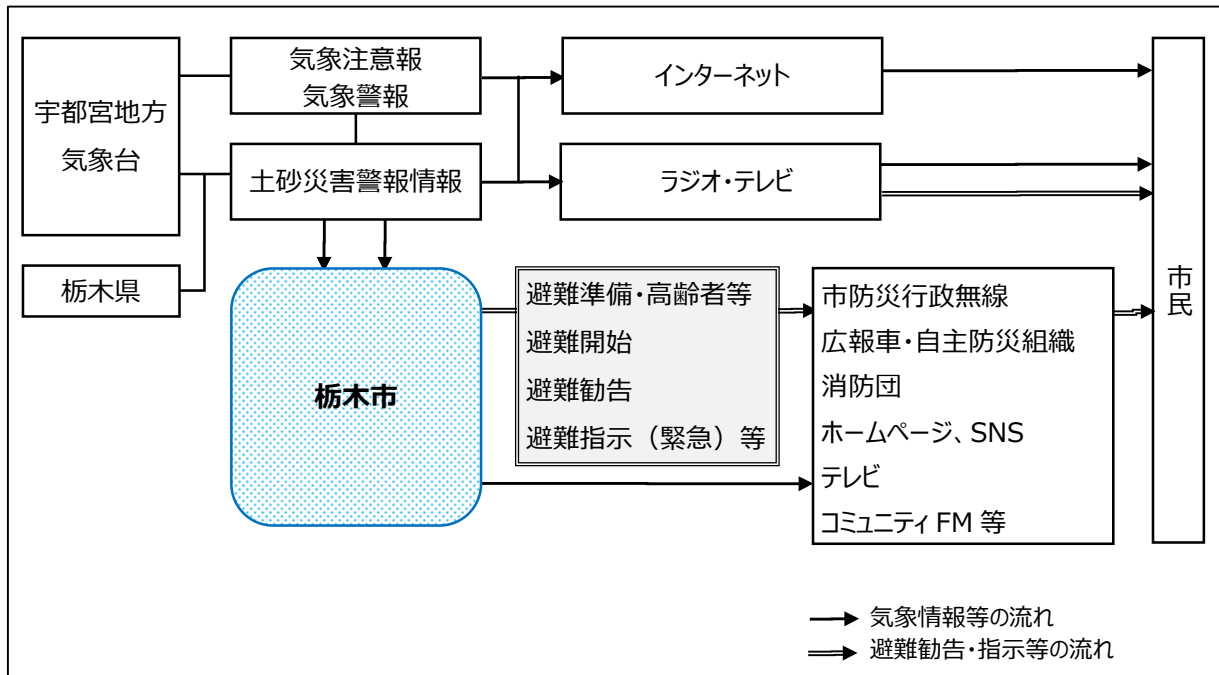 宇都宮地方
気象台
気象注意報
気象警報
インターネット
土砂災害警報情報
ラジオ・テレビ
栃木県
栃木市
避難準備・高齢者等
避難開始
避難勧告
避難指示（緊急）等
市防災行政無線
広報車・自主防災組織
消防団
ホームページ、SNS
テレビ
コミュニティ FM 等
市民
気象情報等の流れ
避難勧告・指示等の流れ